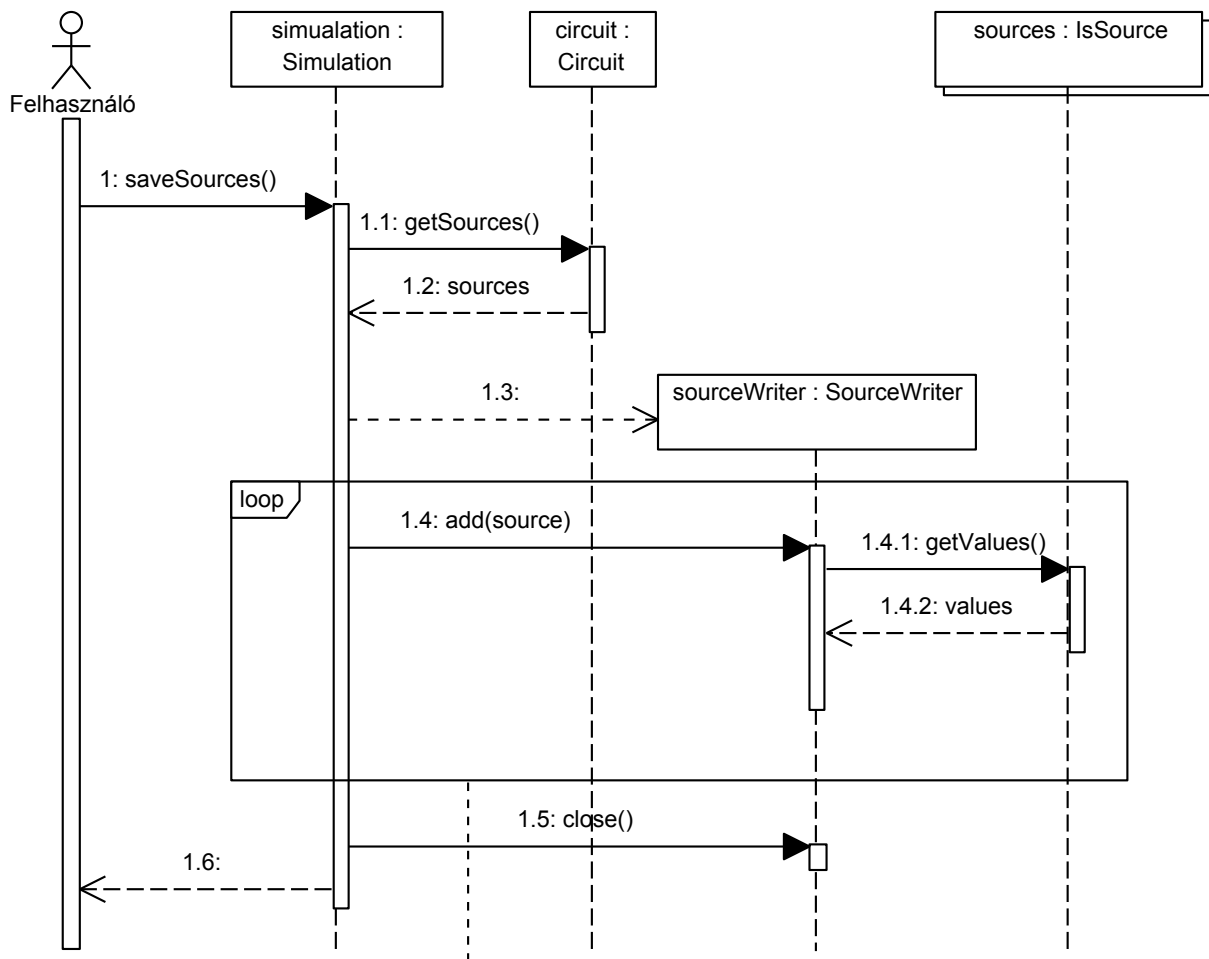 simualation :
Simulation
circuit :
Circuit
sources : IsSource
Felhasználó
1: saveSources()
1.1: getSources()
1.2: sources
1.3:
sourceWriter : SourceWriter
loop
1.4: add(source)
1.4.1: getValues()
1.4.2: values
1.5: close()
1.6: